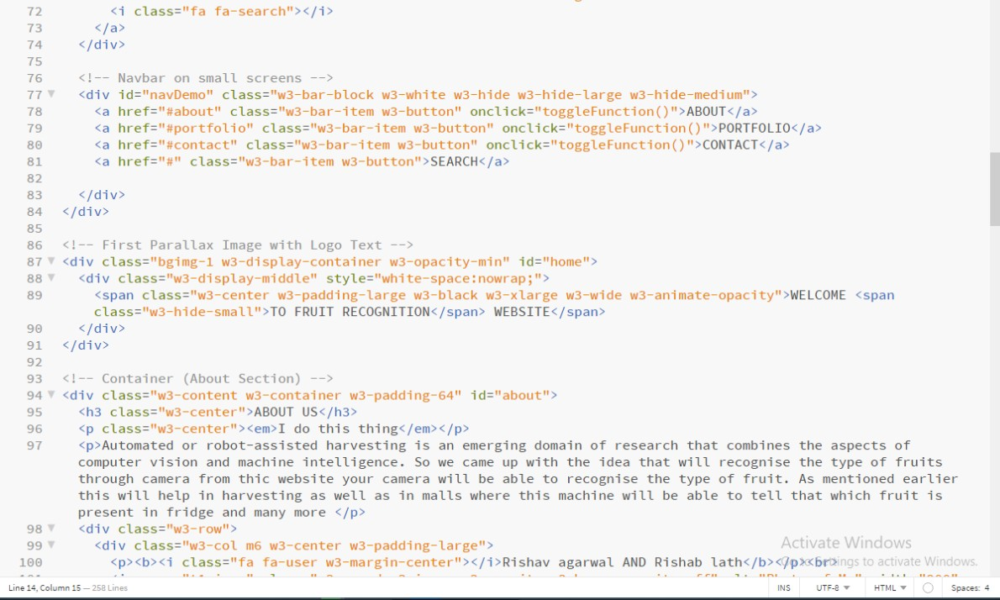 72 <i class="fa fa-search"></i>
73 </a>
74 </div>
75
76 <!-- Navbar on small screens -->
77 <div id="navDemo" class="w3-bar-block w3-white w3-hide w3-hide-large w3-hide-medium">
78 <a href="#about" class="w3-bar-item w3-button" onclick="toggleFunction()">ABOUT</a>
79 <a href="#portfolio" class="w3-bar-item w3-button" onclick="toggleFunction()">PORTFOLIO</a>
80 <a href="#contact" class="w3-bar-item w3-button" onclick="toggleFunction()">CONTACT</a>
81 <a href="#" class="w3-bar-item w3-button">SEARCH</a>
82
83 </div>
84 </div>
85
86 <!-- First Parallax Image with Logo Text -->
87 <div class="bgimg-1 w3-display-container w3-opacity-min" id="home">
88 <div class="w3-display-middle" style="white-space:nowrap;">
89 <span class="w3-center w3-padding-large w3-black w3-xlarge w3-wide w3-animate-opacity">WELCOME <span
class="w3-hide-small">TO FRUIT RECOGNITION</span> WEBSITE</span>
90 </div>
91 </div>
92
93 <!-- Container (About Section) -->
94 <div class="w3-content w3-container w3-padding-64" id="about">
95 <h3 class="w3-center">ABOUT US</h3>
96 <p class="w3-center"><em>I do this thing</em></p>
97 <p>Automated or robot-assisted harvesting is an emerging domain of research that combines the aspects of
computer vision and machine intelligence. So we came up with the idea that will recognise the type of fruits
through camera from thic website your camera will be able to recognise the type of fruit. As mentioned earlier
this will help in harvesting as well as in malls where this machine will be able to tell that which fruit is
present in fridge and many more </p>
98 <div class="w3-row">
99 <div class="w3-col m6 w3-center w3-padding-large">
Activate Windows
100 <p><b><i class="fa fa-user w3-margin-center"></i>Rishav agarwal AND Rishab lath</b></p><br>
Go to Settings to activate Windows.
Line 14, Column 15 — 258 Lines
INS UTF-8 HTML Spaces: 4